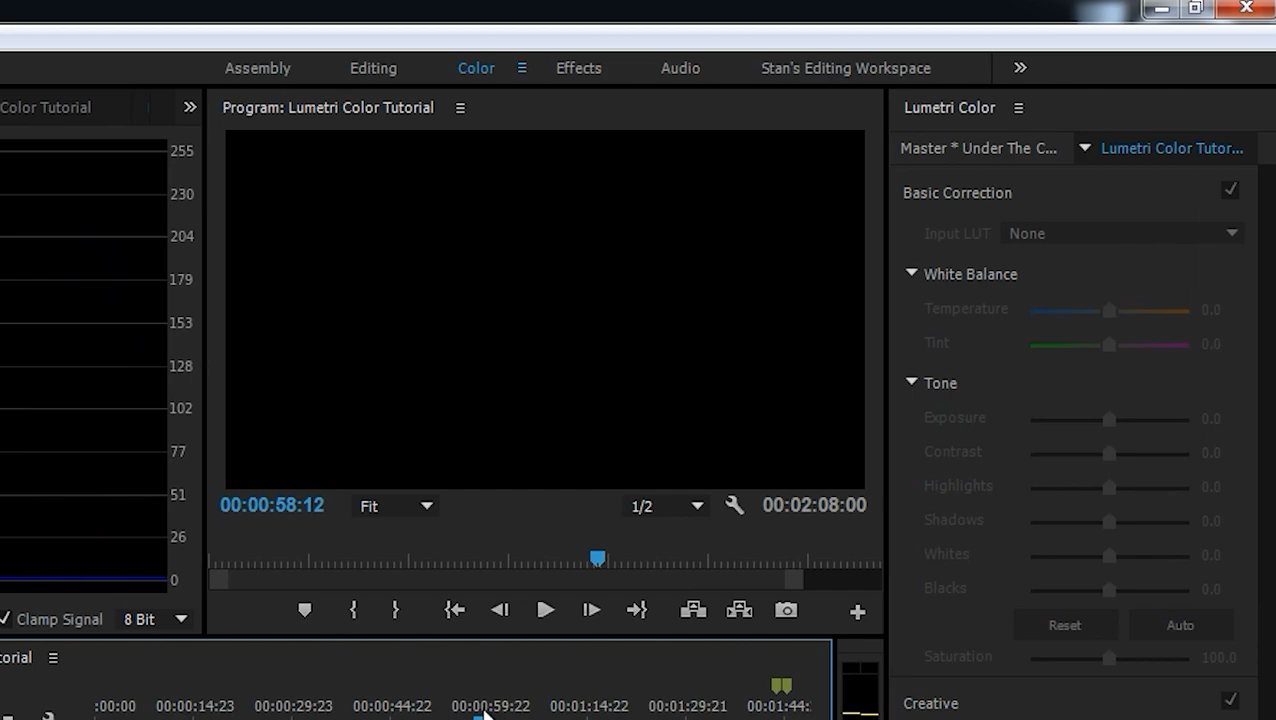 Assembly Editing Color Effects Audio Stan's Editing Workspace
Color Tutorial
Program: Lumetri Color Tutorial
Lumetri Color
Master * Under The C... Lumetri Color Tutor...
255
230
204
179
153
128
102
77
51
26
0
Basic Correction
Input LUT None
White Balance
Temperature 0.0
Tint 0.0
Tone
Exposure 0.0
Contrast 0.0
Highlights 0.0
Shadows 0.0
Whites 0.0
Blacks 0.0
Reset Auto
Saturation 100.0
Creative
00:00:58:12 Fit 1/2 00:02:08:00
Clamp Signal 8 Bit
torial
:00:00 00:00:14:23 00:00:29:23 00:00:44:22 00:00:59:22 00:01:14:22 00:01:29:21 00:01:44: